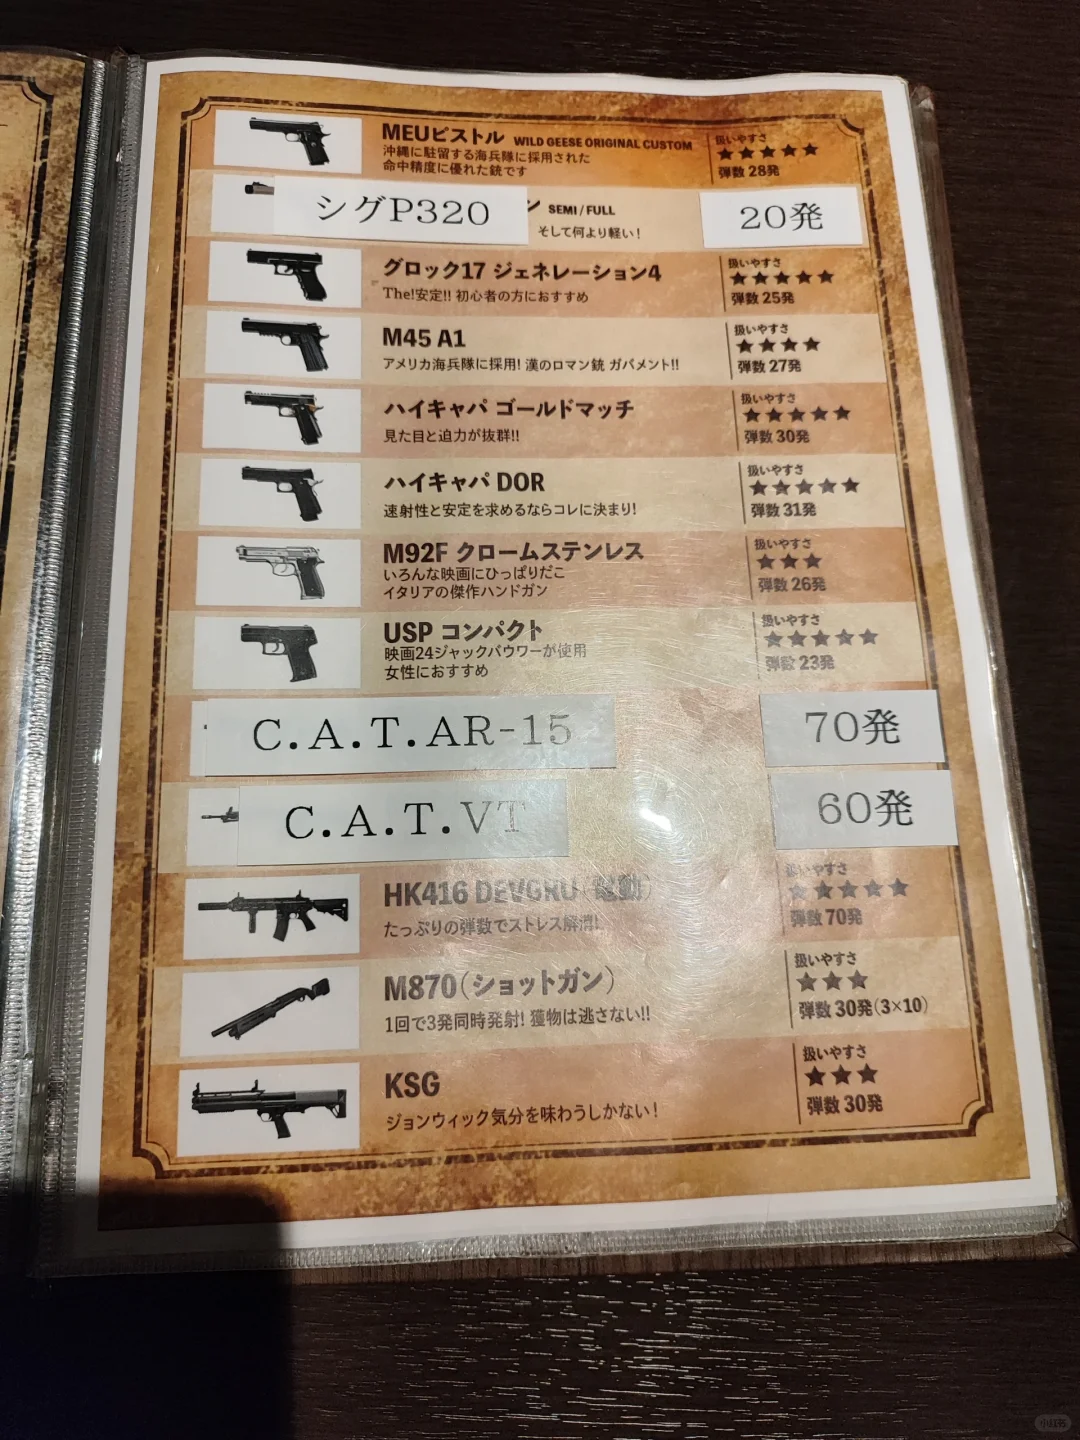 MEUピストル WILD GEESE ORIGINAL CUSTOM
沖縄に駐留する海兵隊に採用された
命中精度に優れた銃です
扱いやすさ
★★★★★
弾数 28発
シグP320
ン SEMI/FULL
そして何より軽い!
20発
グロック17 ジェネレーション4
The!安定!! 初心者の方におすすめ
扱いやすさ
★★★★★
弾数 25発
M45 A1
アメリカ海兵隊に採用! 漢のロマン銃 ガバメント!!
扱いやすさ
★★★★
弾数 27発
ハイキャパ ゴールドマッチ
見た目と迫力が抜群!!
扱いやすさ
★★★★★
弾数 30発
ハイキャパ DOR
速射性と安定を求めるならコレに決まり!
扱いやすさ
★★★★★
弾数 31発
M92F クロームステンレス
いろんな映画にひっぱりだこ
イタリアの傑作ハンドガン
扱いやすさ
★★★
弾数 26発
USP コンパクト
映画24ジャックバウワーが使用
女性におすすめ
扱いやすさ
★★★★★
弾数 23発
C.A.T.AR-15
70発
C.A.T.VT
60発
HK416 DEVGRU (電動)
たっぷりの弾数でストレス解消!
扱いやすさ
★★★★★
弾数 70発
M870(ショットガン)
1回で3発同時発射! 獲物は逃さない!!
扱いやすさ
★★★
弾数 30発(3×10)
KSG
ジョンウィック気分を味わうしかない!
扱いやすさ
★★★
弾数 30発
小红书